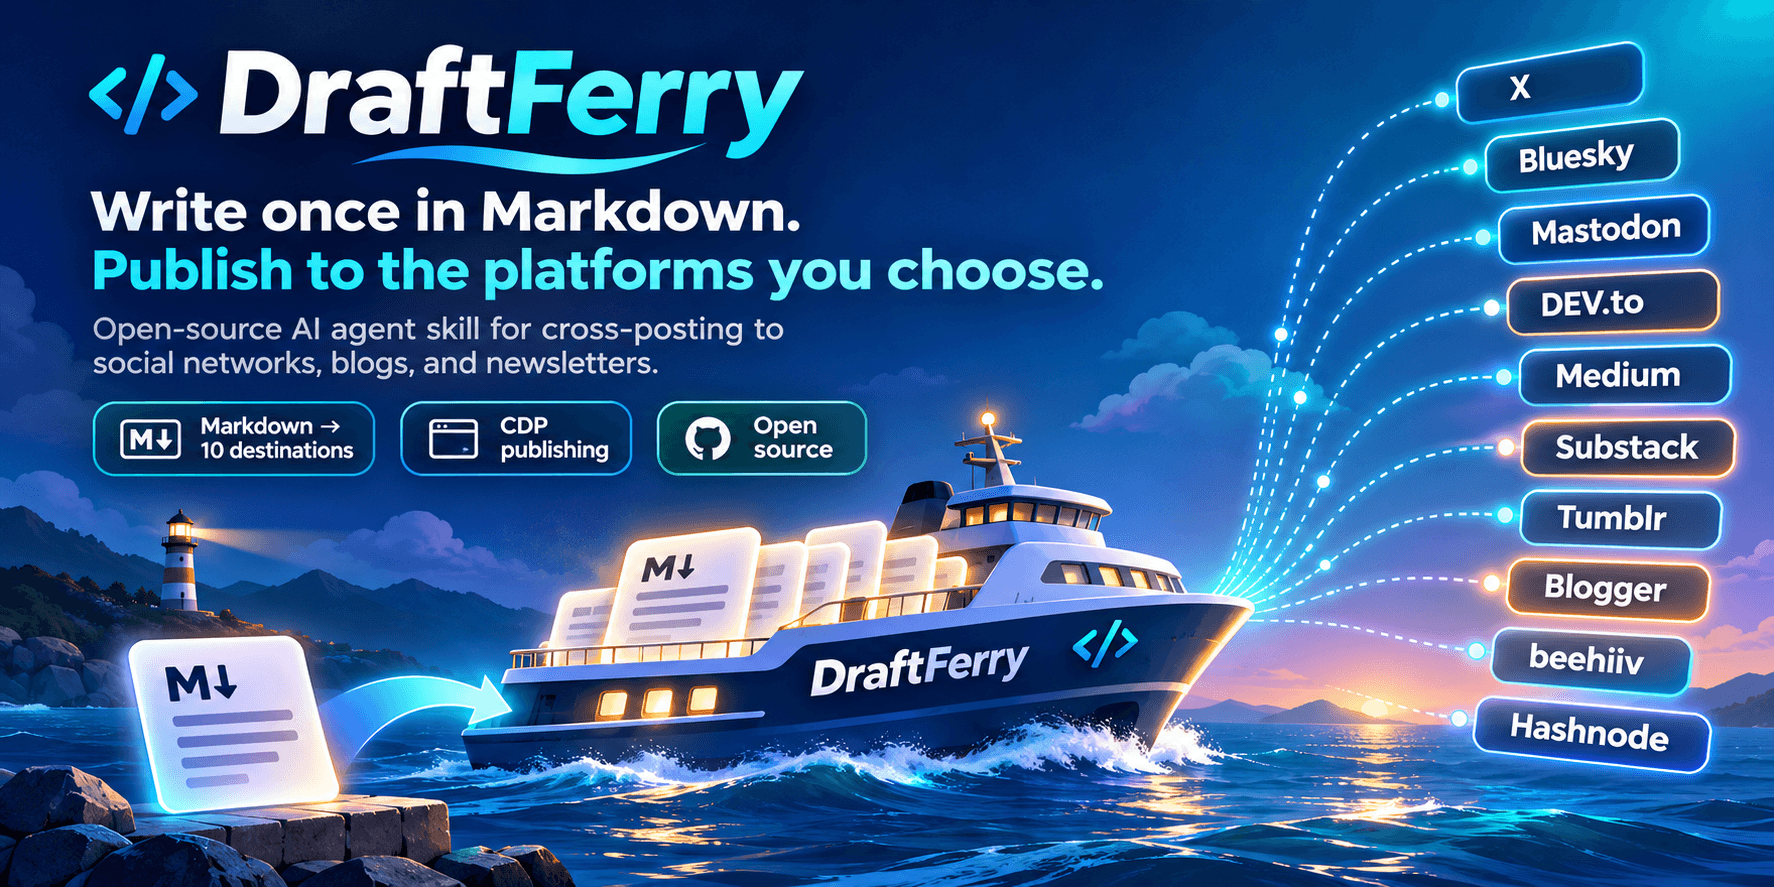 </> DraftFerry
Write once in Markdown.
Publish to the platforms you choose.
Open-source AI agent skill for cross-posting to
social networks, blogs, and newsletters.
M↓
Markdown →
10 destinations
CDP
publishing
Open
source
X
Bluesky
Mastodon
DEV.to
Medium
Substack
Tumblr
Blogger
beehiiv
Hashnode
M↓
M↓
DraftFerry </>